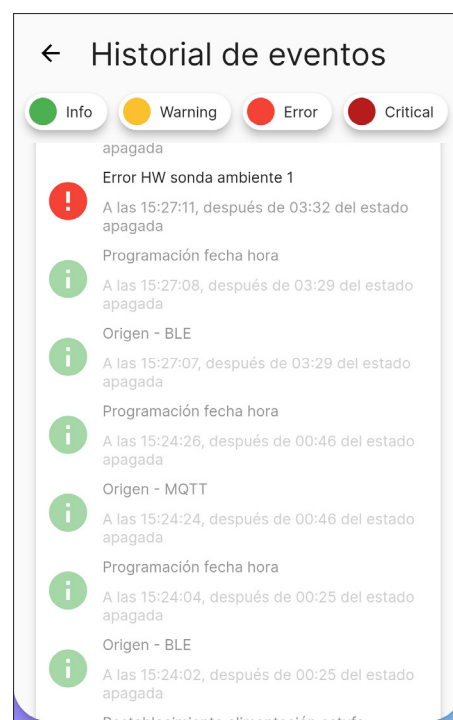 Historial de eventos
Info Warning Error Critical
apagada
Error HW sonda ambiente 1
A las 15:27:11, después de 03:32 del estado
apagada
Programación fecha hora
A las 15:27:08, después de 03:29 del estado
apagada
Origen - BLE
A las 15:27:07, después de 03:29 del estado
apagada
Programación fecha hora
A las 15:24:26, después de 00:46 del estado
apagada
Origen - MQTT
A las 15:24:24, después de 00:46 del estado
apagada
Programación fecha hora
A las 15:24:04, después de 00:25 del estado
apagada
Origen - BLE
A las 15:24:02, después de 00:25 del estado
apagada
Restablecimiento alimentación estufa